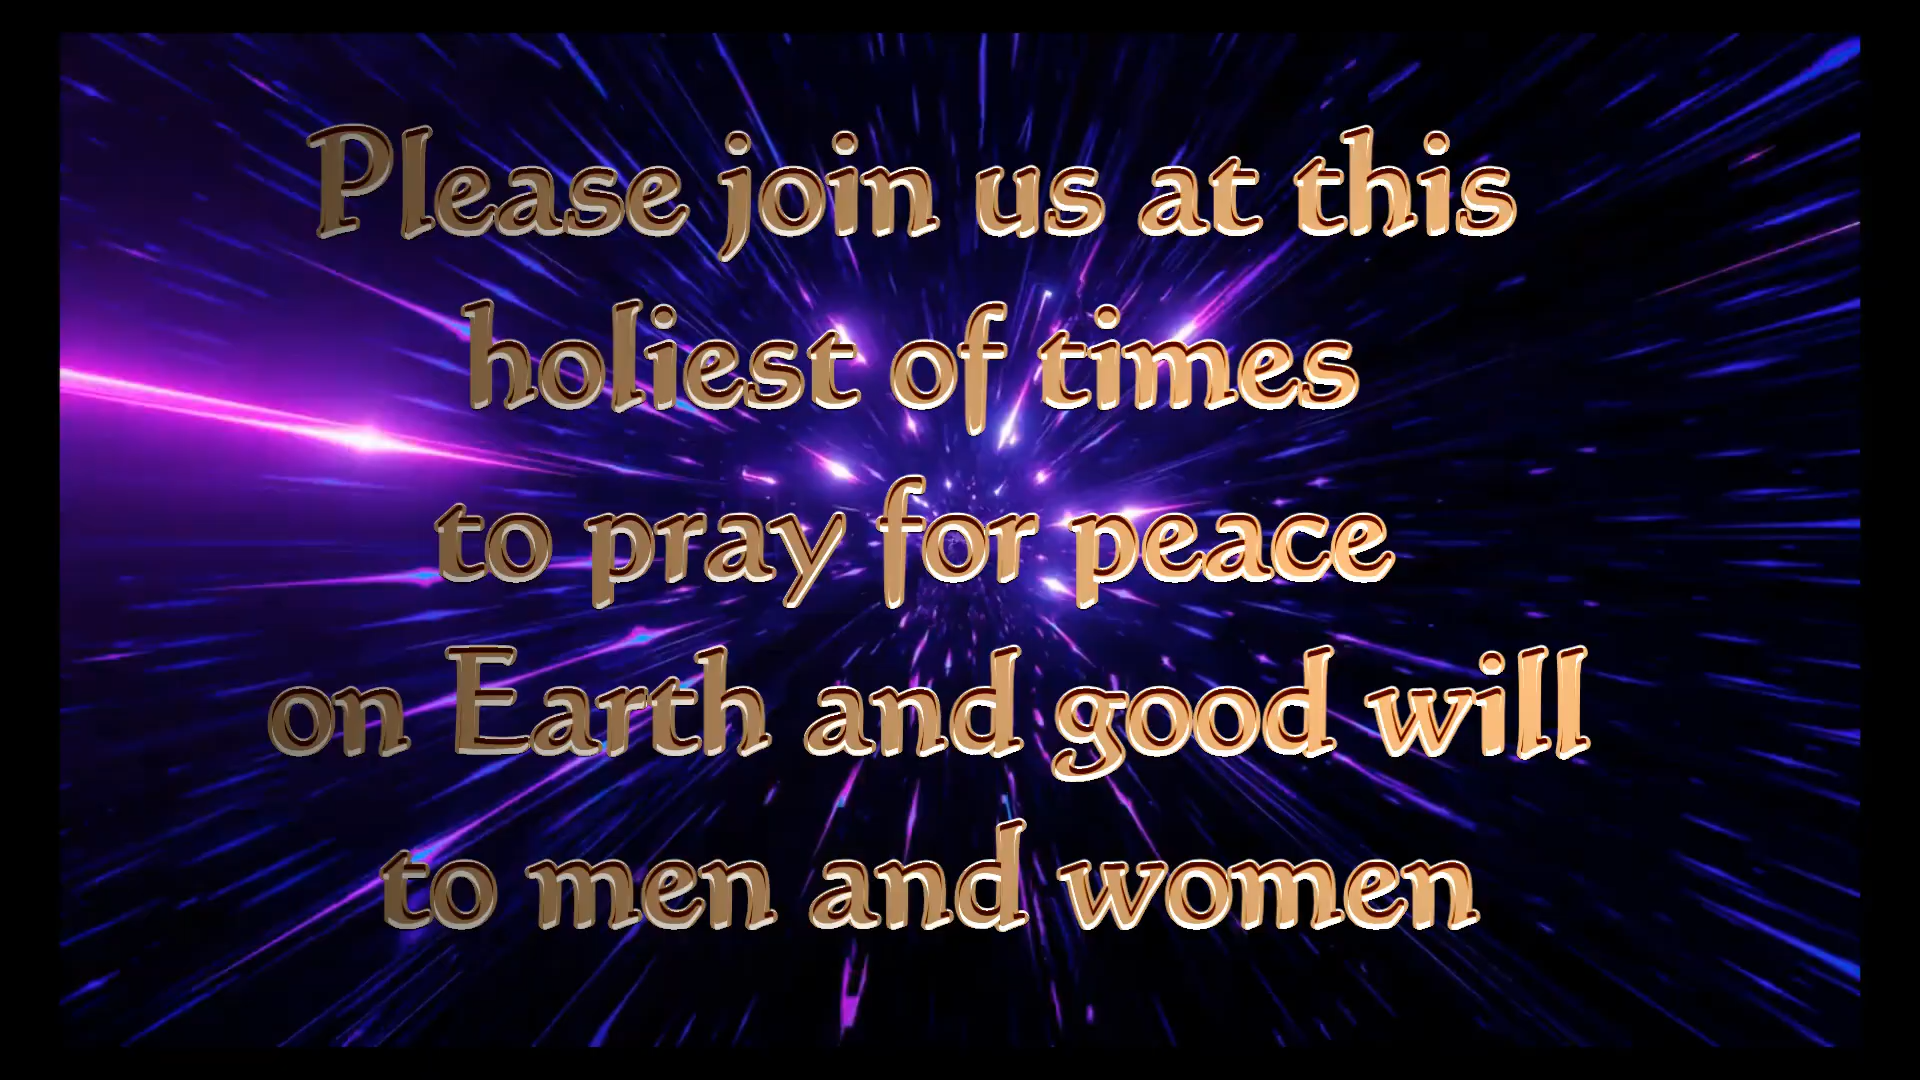 Please join us at this
holiest of times
to pray for peace
on Earth and good will
to men and women